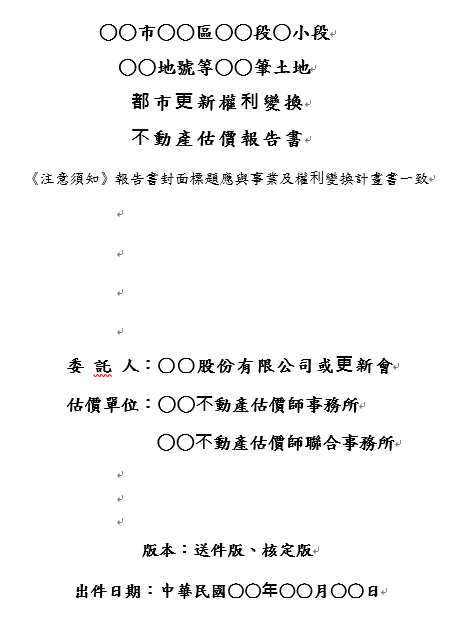 ○○市○○區○○段○小段
○○地號等○○筆土地
都市更新權利變換
不動產估價報告書
《注意須知》報告書封面標題應與事業及權利變換計畫書一致
委 託 人：○○股份有限公司或更新會
估價單位：○○不動產估價師事務所
○○不動產估價師聯合事務所
版本：送件版、核定版
出件日期：中華民國○○年○○月○○日